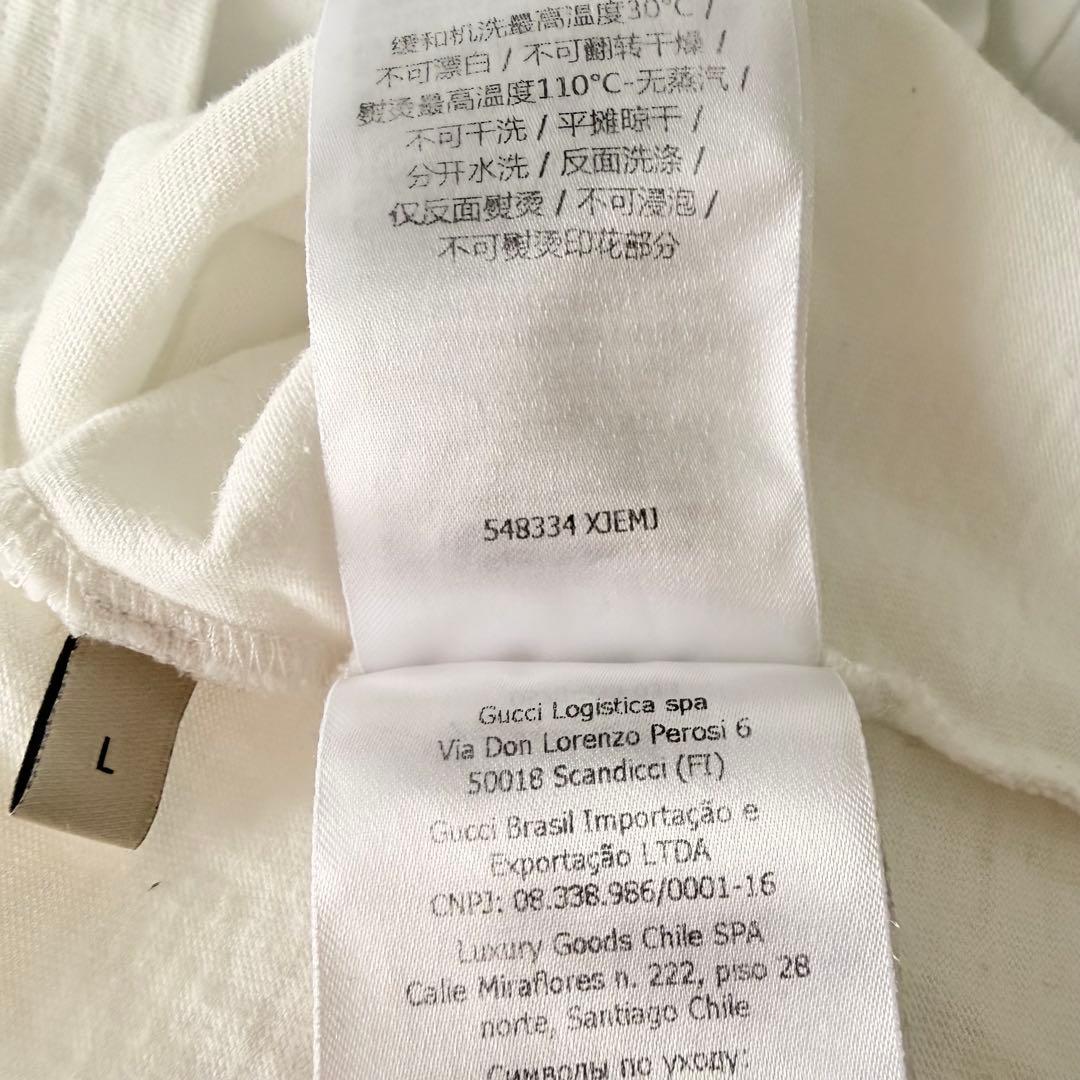 缓和机洗最高温度30°C /
不可漂白 / 不可翻转干燥 /
熨烫最高温度110°C-无蒸汽 /
不可干洗 / 平摊晾干 /
分开水洗 / 反面洗涤 /
仅反面熨烫 / 不可浸泡 /
不可熨烫印花部分
548334 XJEMJ
L
Gucci Logistica spa
Via Don Lorenzo Perosi 6
50018 Scandicci (FI)
Gucci Brasil Importação e
Exportação LTDA
CNPJ: 08.338.986/0001-16
Luxury Goods Chile SPA
Calle Miraflores n. 222, piso 28
norte, Santiago Chile
Символы по уходу: